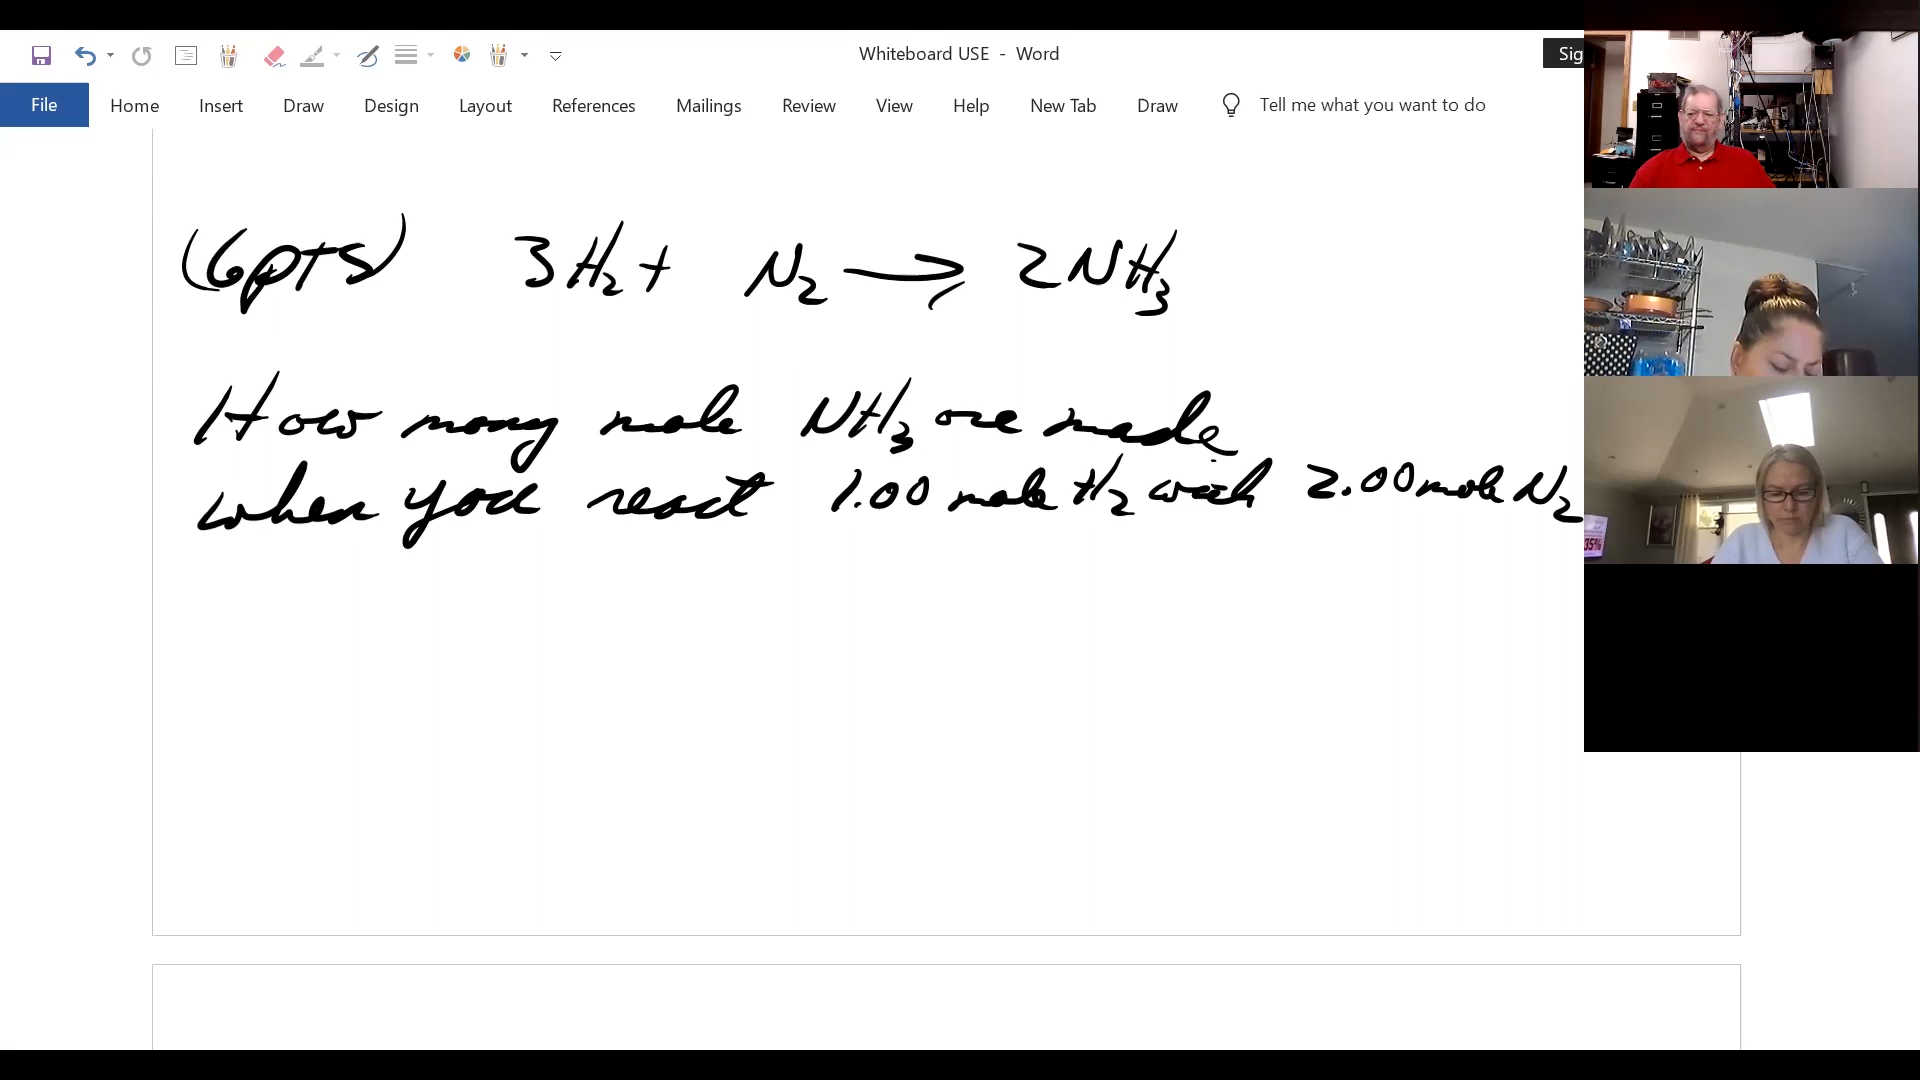 Whiteboard USE - Word
Sig
File Home Insert Draw Design Layout References Mailings Review View Help New Tab Draw Tell me what you want to do
(6pts) 3H₂ + N₂ → 2NH₃
How many mole NH₃ are made
when you react 1.00 mole H₂ with 2.00 mole N₂
35%